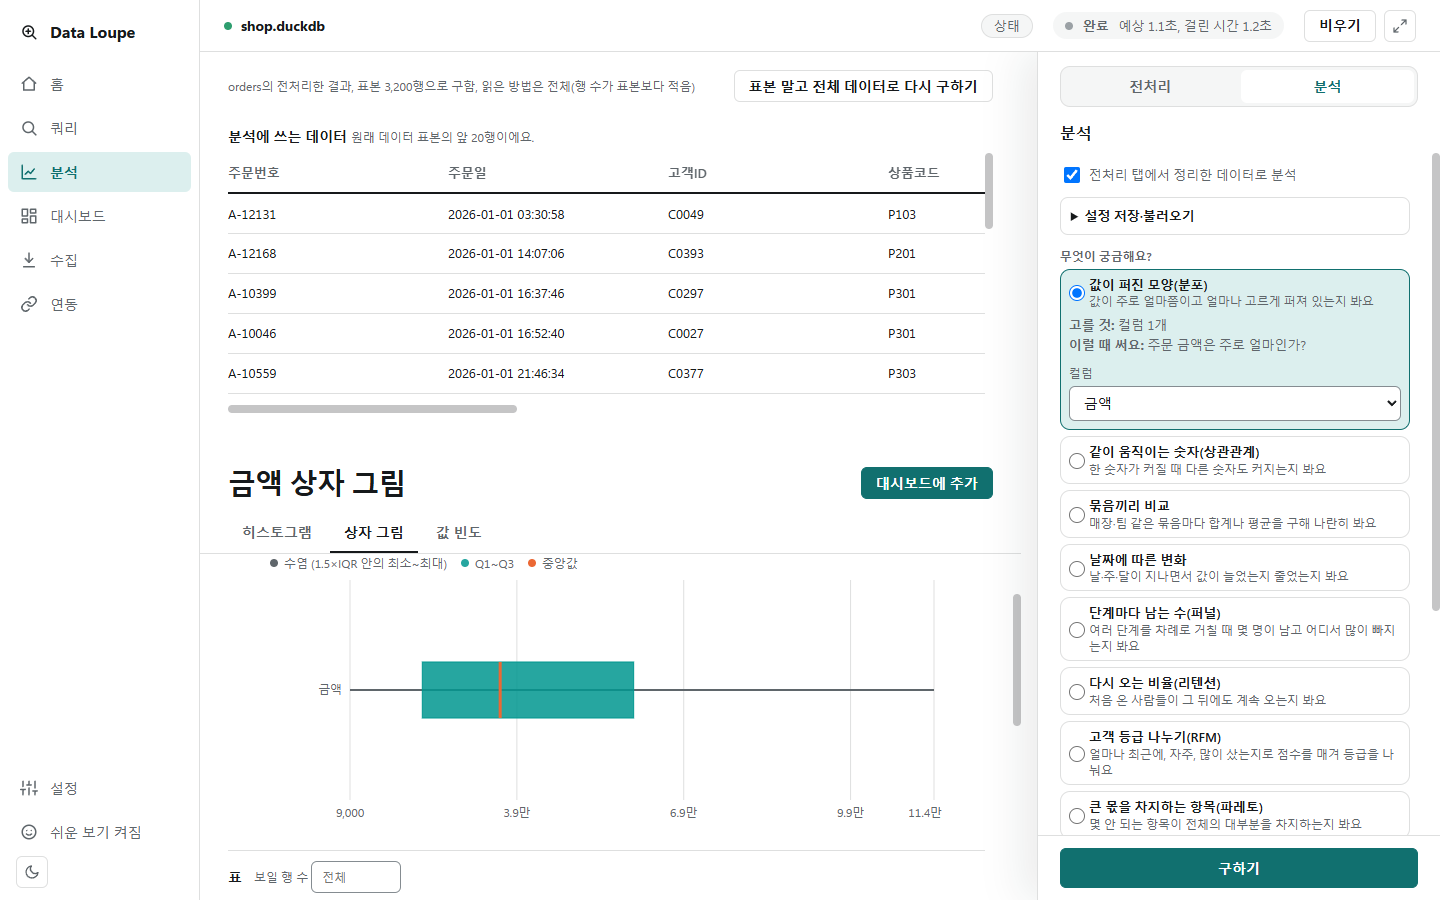 Data Loupe
홈
쿼리
분석
대시보드
수집
연동
설정
쉬운 보기 켜짐
shop.duckdb
상태
완료 예상 1.1초, 걸린 시간 1.2초
비우기
orders의 전처리한 결과, 표본 3,200행으로 구함, 읽은 방법은 전체(행 수가 표본보다 적음)
표본 말고 전체 데이터로 다시 구하기
분석에 쓰는 데이터 원래 데이터 표본의 앞 20행이에요.
주문번호 주문일 고객ID 상품코드
A-12131 2026-01-01 03:30:58 C0049 P103
A-12168 2026-01-01 14:07:06 C0393 P201
A-10399 2026-01-01 16:37:46 C0297 P301
A-10046 2026-01-01 16:52:40 C0027 P301
A-10559 2026-01-01 21:46:34 C0377 P303
금액 상자 그림
대시보드에 추가
히스토그램 상자 그림 값 빈도
수염 (1.5×IQR 안의 최소~최대) Q1~Q3 중앙값
금액
9,000 3.9만 6.9만 9.9만 11.4만
표 보일 행 수 전체
전처리 분석
분석
전처리 탭에서 정리한 데이터로 분석
▶ 설정 저장·불러오기
무엇이 궁금해요?
값이 퍼진 모양(분포)
값이 주로 얼마쯤이고 얼마나 고르게 퍼져 있는지 봐요
고를 것: 컬럼 1개
이럴 때 써요: 주문 금액은 주로 얼마인가?
컬럼
금액
같이 움직이는 숫자(상관관계)
한 숫자가 커질 때 다른 숫자도 커지는지 봐요
묶음끼리 비교
매장·팀 같은 묶음마다 합계나 평균을 구해 나란히 봐요
날짜에 따른 변화
날·주·달이 지나면서 값이 늘었는지 줄었는지 봐요
단계마다 남는 수(퍼널)
여러 단계를 차례로 거칠 때 몇 명이 남고 어디서 많이 빠지
는지 봐요
다시 오는 비율(리텐션)
처음 온 사람들이 그 뒤에도 계속 오는지 봐요
고객 등급 나누기(RFM)
얼마나 최근에, 자주, 많이 샀는지로 점수를 매겨 등급을 나
눠요
큰 몫을 차지하는 항목(파레토)
몇 안 되는 항목이 전체의 대부분을 차지하는지 봐요
구하기